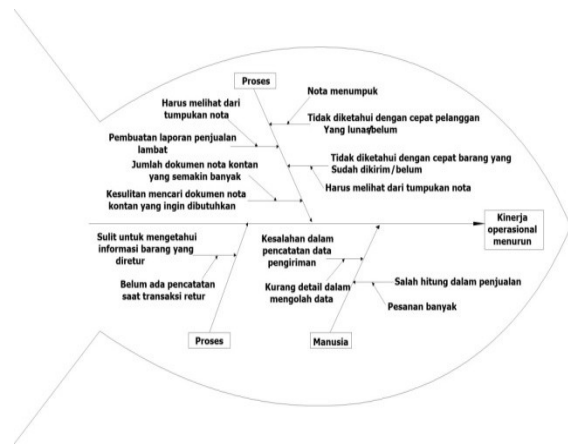 Proses
Nota menumpuk
Harus melihat dari
tumpukan nota
Tidak diketahui dengan cepat pelanggan
Yang lunas/belum
Pembuatan laporan penjualan
lambat
Jumlah dokumen nota kontan
yang semakin banyak
Tidak diketahui dengan cepat barang yang
Sudah dikirim/belum
Harus melihat dari tumpukan nota
Kesulitan mencari dokumen nota
kontan yang ingin dibutuhkan
Kinerja
operasional
menurun
Sulit untuk mengetahui
informasi barang yang
diretur
Belum ada pencatatan
saat transaksi retur
Kesalahan dalam
pencatatan data
pengiriman
Kurang detail dalam
mengolah data
Salah hitung dalam penjualan
Pesanan banyak
Proses
Manusia